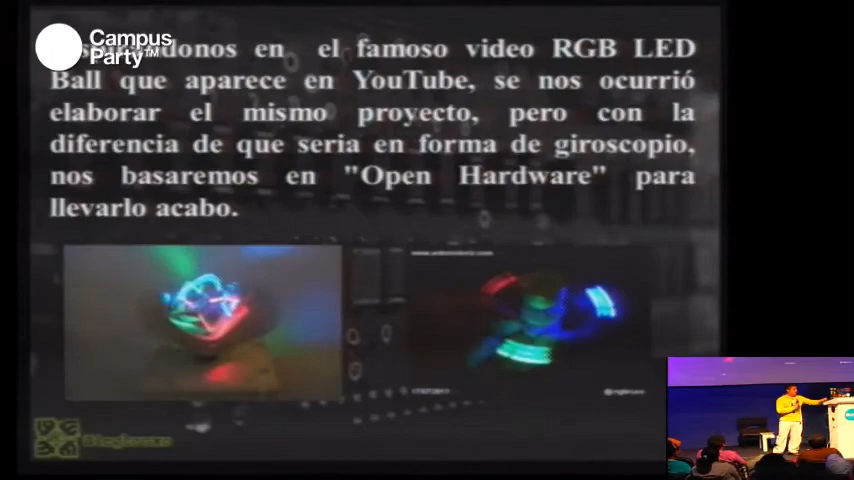 Campus
Party™
en el famoso video RGB LED
Ball que aparece en YouTube, se nos ocurrió
elaborar el mismo proyecto, pero con la
diferencia de que seria en forma de giroscopio,
nos basaremos en "Open Hardware" para
llevarlo acabo.